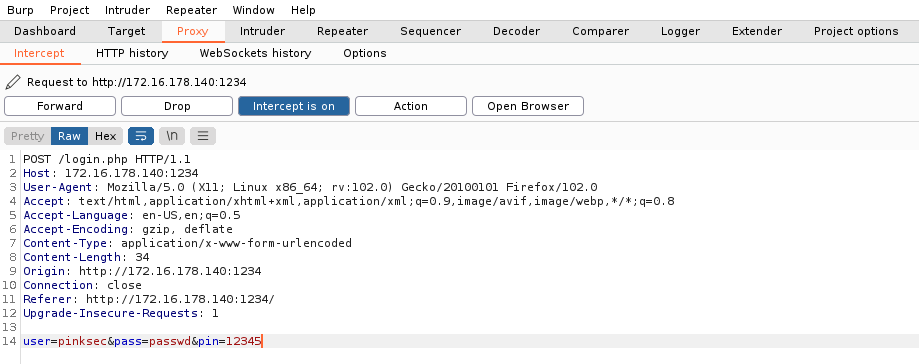 Burp Project Intruder Repeater Window Help
Dashboard Target Proxy Intruder Repeater Sequencer Decoder Comparer Logger Extender Project options
Intercept HTTP history WebSockets history Options
Request to http://172.16.178.140:1234
Forward Drop Intercept is on Action Open Browser
Pretty Raw Hex \n
1 POST /login.php HTTP/1.1
2 Host: 172.16.178.140:1234
3 User-Agent: Mozilla/5.0 (X11; Linux x86_64; rv:102.0) Gecko/20100101 Firefox/102.0
4 Accept: text/html,application/xhtml+xml,application/xml;q=0.9,image/avif,image/webp,*/*;q=0.8
5 Accept-Language: en-US,en;q=0.5
6 Accept-Encoding: gzip, deflate
7 Content-Type: application/x-www-form-urlencoded
8 Content-Length: 34
9 Origin: http://172.16.178.140:1234
10 Connection: close
11 Referer: http://172.16.178.140:1234/
12 Upgrade-Insecure-Requests: 1
13
14 user=pinksec&pass=passwd&pin=12345